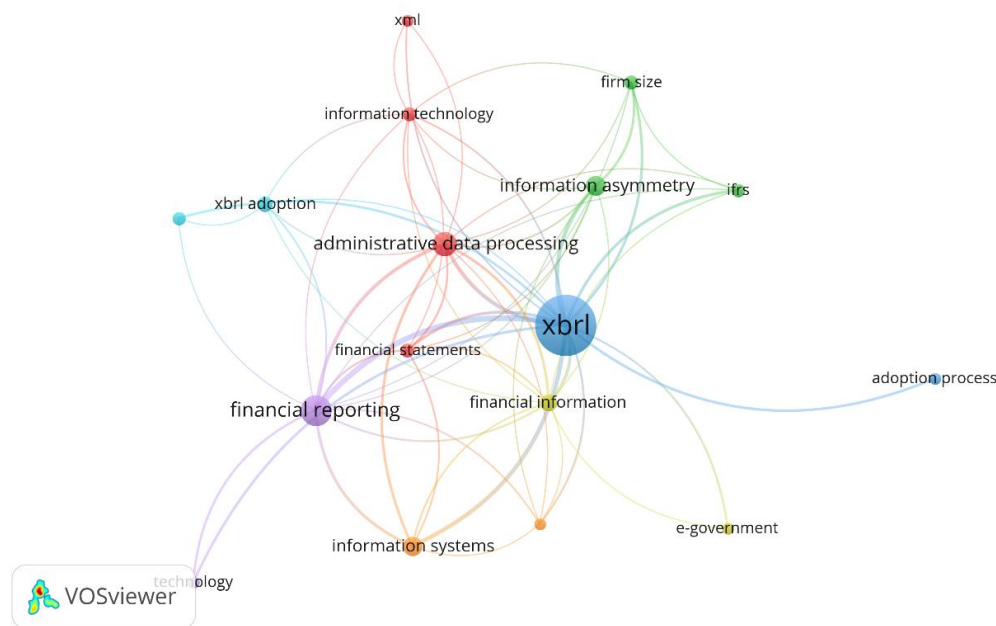 xml
firm size
information technology
information asymmetry
ifrs
xbrl adoption
administrative data processing
xbrl
financial statements
adoption process
financial reporting
financial information
e-government
information systems
technology
VOSviewer